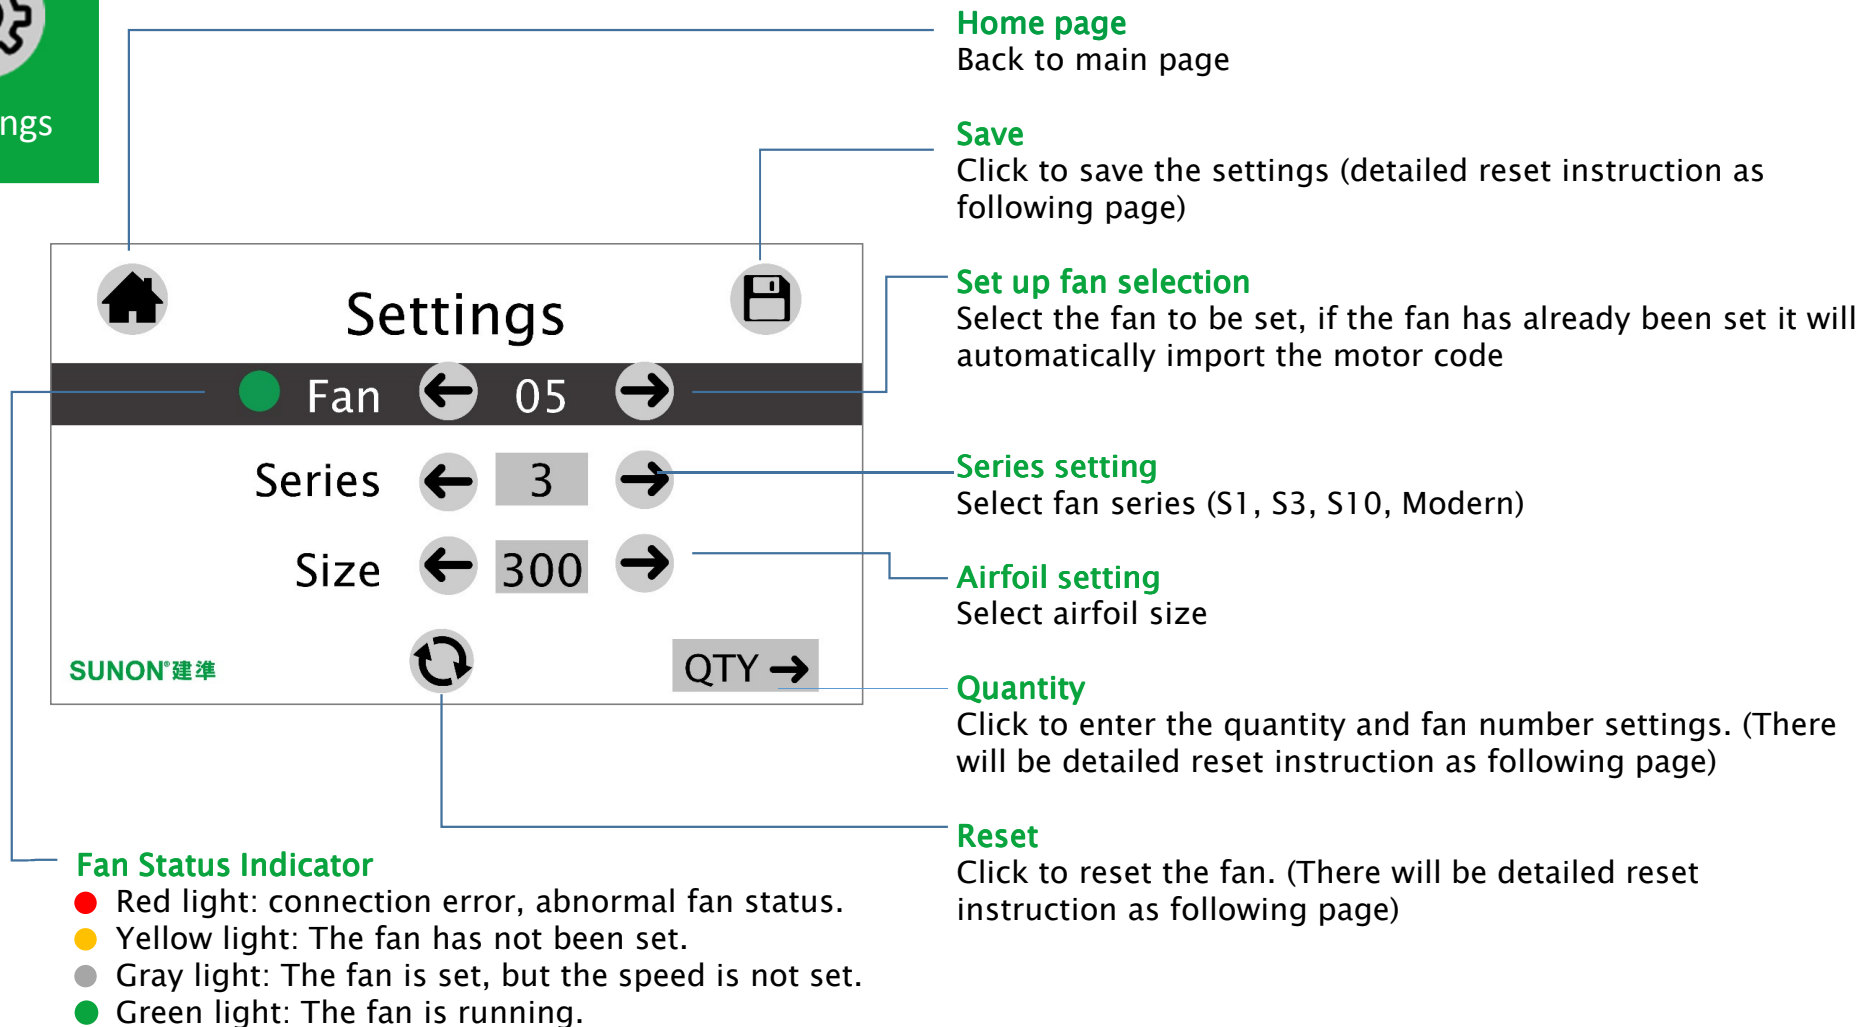 ngs
Home page
Back to main page
Save
Click to save the settings (detailed reset instruction as
following page)
Set up fan selection
Select the fan to be set, if the fan has already been set it will
automatically import the motor code
Series setting
Select fan series (S1, S3, S10, Modern)
Airfoil setting
Select airfoil size
Quantity
Click to enter the quantity and fan number settings. (There
will be detailed reset instruction as following page)
Reset
Click to reset the fan. (There will be detailed reset
instruction as following page)
Settings
Fan 05
Series 3
Size 300
SUNON®建準
QTY
Fan Status Indicator
Red light: connection error, abnormal fan status.
Yellow light: The fan has not been set.
Gray light: The fan is set, but the speed is not set.
Green light: The fan is running.